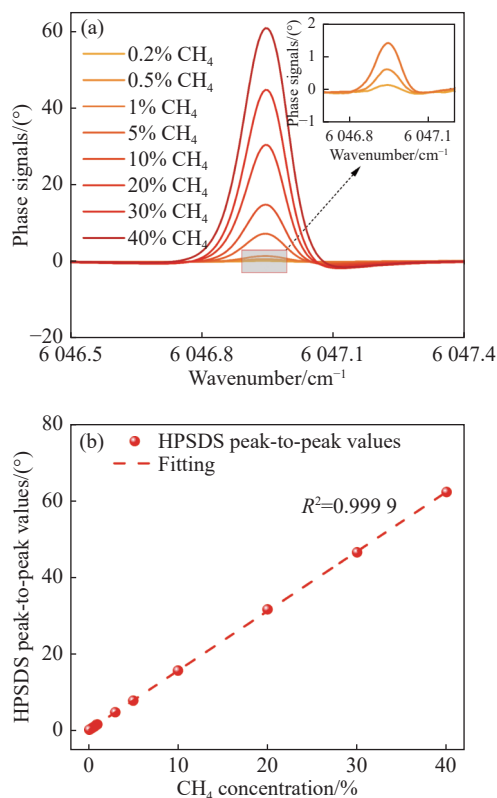 (a)
0.2% CH₄
0.5% CH₄
1% CH₄
5% CH₄
10% CH₄
20% CH₄
30% CH₄
40% CH₄
Phase signals/(°)
60
40
20
0
−20
6 046.5
6 046.8
6 047.1
6 047.4
Wavenumber/cm⁻¹
Phase signals/(°)
2
1
0
−1
6 046.8
6 047.1
Wavenumber/cm⁻¹
(b)
HPSDS peak-to-peak values
Fitting
R²=0.999 9
HPSDS peak-to-peak values/(°)
80
60
40
20
0
0
10
20
30
40
CH₄ concentration/%